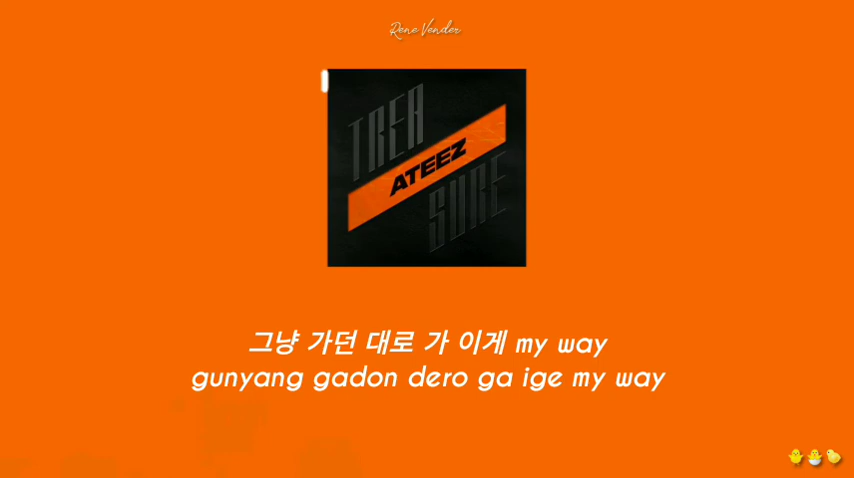 Rene Vender
TREA
ATEEZ
SURE
그냥 가던 대로 가 이게 my way
gunyang gadon dero ga ige my way